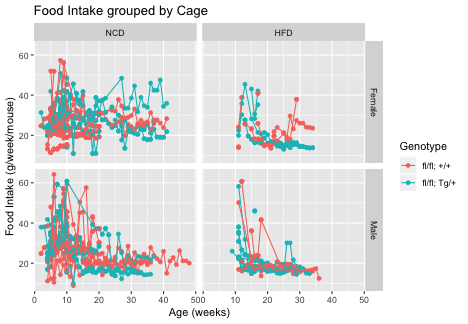 Food Intake grouped by Cage
NCD
HFD
Food Intake (g/week/mouse)
60
40
20
Female
60
40
20
Male
0
10
20
30
40
50
0
10
20
30
40
50
Age (weeks)
Genotype
fl/fl; +/+
fl/fl; Tg/+